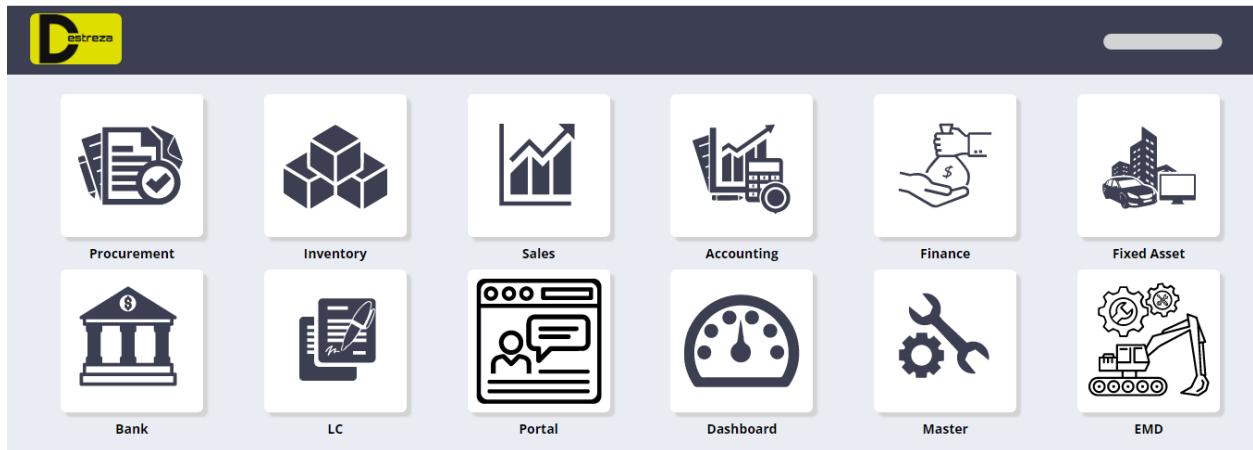 Destreza
Procurement Inventory Sales Accounting Finance Fixed Asset
Bank LC Portal Dashboard Master EMD